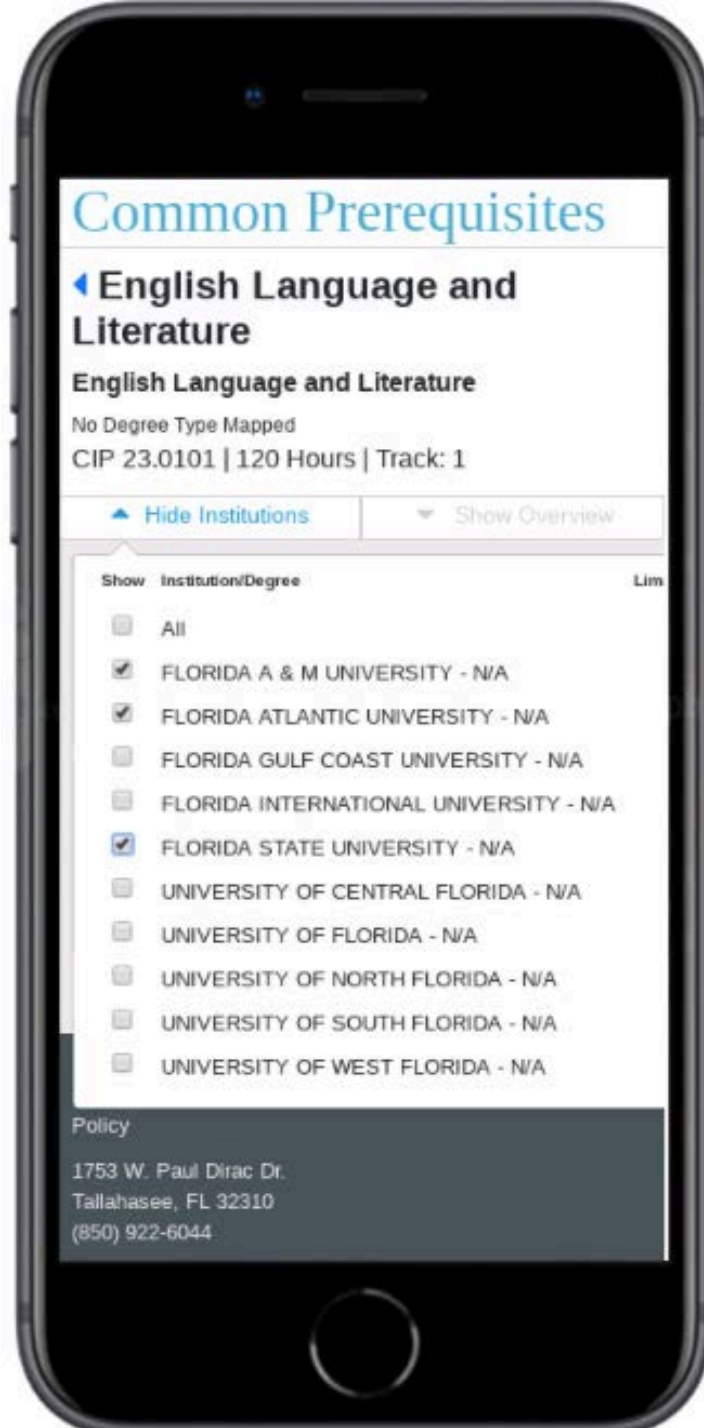 Common Prerequisites
English Language and
Literature
English Language and Literature
No Degree Type Mapped
CIP 23.0101 | 120 Hours | Track: 1
Hide Institutions
Show Overview
Show Institution/Degree Lim
All
FLORIDA A & M UNIVERSITY - N/A
FLORIDA ATLANTIC UNIVERSITY - N/A
FLORIDA GULF COAST UNIVERSITY - N/A
FLORIDA INTERNATIONAL UNIVERSITY - N/A
FLORIDA STATE UNIVERSITY - N/A
UNIVERSITY OF CENTRAL FLORIDA - N/A
UNIVERSITY OF FLORIDA - N/A
UNIVERSITY OF NORTH FLORIDA - N/A
UNIVERSITY OF SOUTH FLORIDA - N/A
UNIVERSITY OF WEST FLORIDA - N/A
Policy
1753 W. Paul Dirac Dr.
Tallahasee, FL 32310
(850) 922-6044